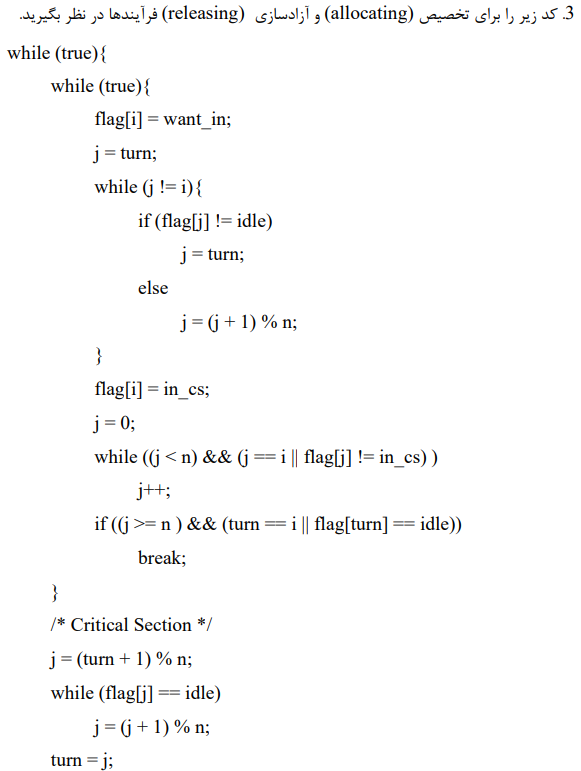 3. کد زیر را برای تخصیص (allocating) و آزادسازی (releasing) فرآیندها در نظر بگیرید.
while (true){
while (true){
flag[i] = want_in;
j = turn;
while (j != i){
if (flag[j] != idle)
j = turn;
else
j = (j + 1) % n;
}
flag[i] = in_cs;
j = 0;
while ((j < n) && (j == i || flag[j] != in_cs) )
j++;
if ((j >= n ) && (turn == i || flag[turn] == idle))
break;
}
/* Critical Section */
j = (turn + 1) % n;
while (flag[j] == idle)
j = (j + 1) % n;
turn = j;